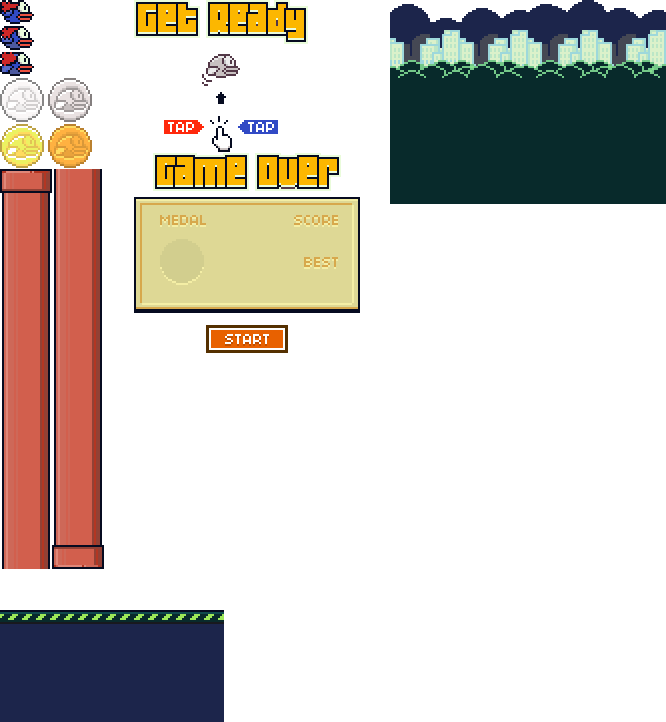 Get Ready
TAP TAP
Game Over
MEDAL SCORE
BEST
START